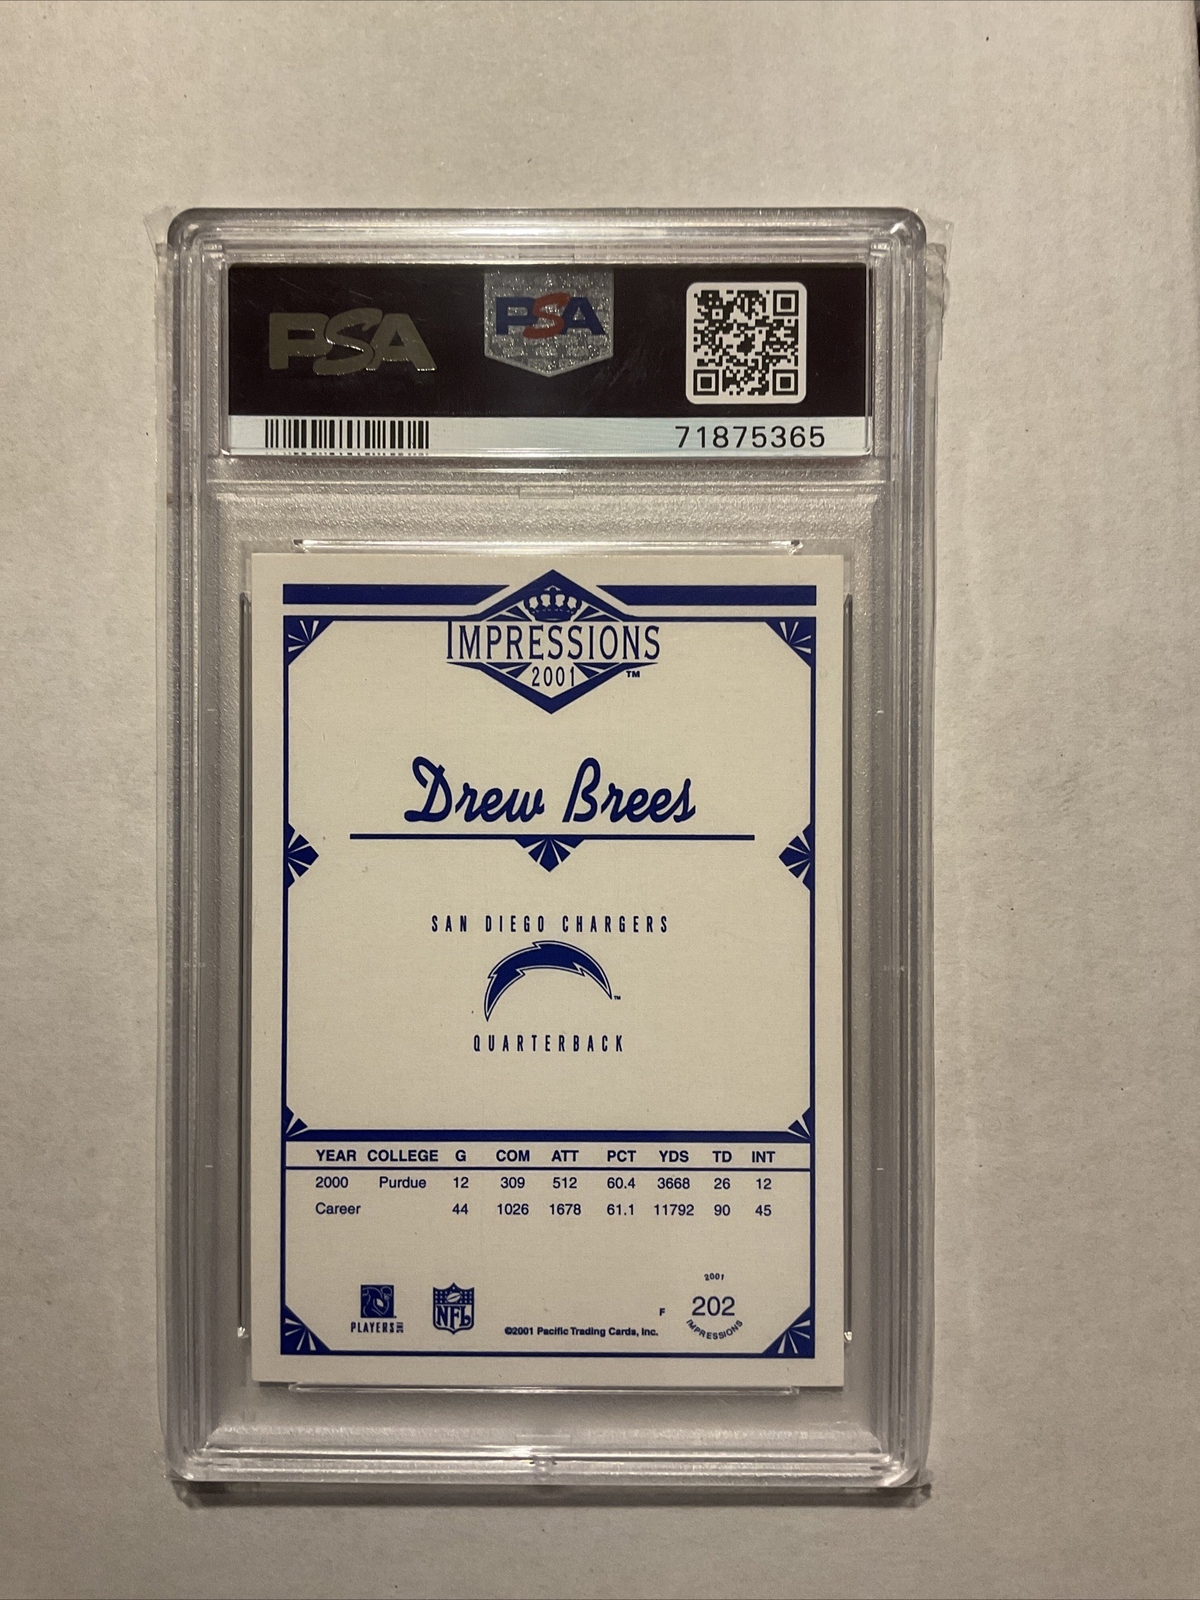 PSA
PSA
71875365
IMPRESSIONS
2001 ™
Drew Brees
SAN DIEGO CHARGERS
™
QUARTERBACK
YEAR COLLEGE G COM ATT PCT YDS TD INT
2000 Purdue 12 309 512 60.4 3668 26 12
Career 44 1026 1678 61.1 11792 90 45
PLAYERS INC
NFL
©2001 Pacific Trading Cards, Inc.
F
2001
202
IMPRESSIONS